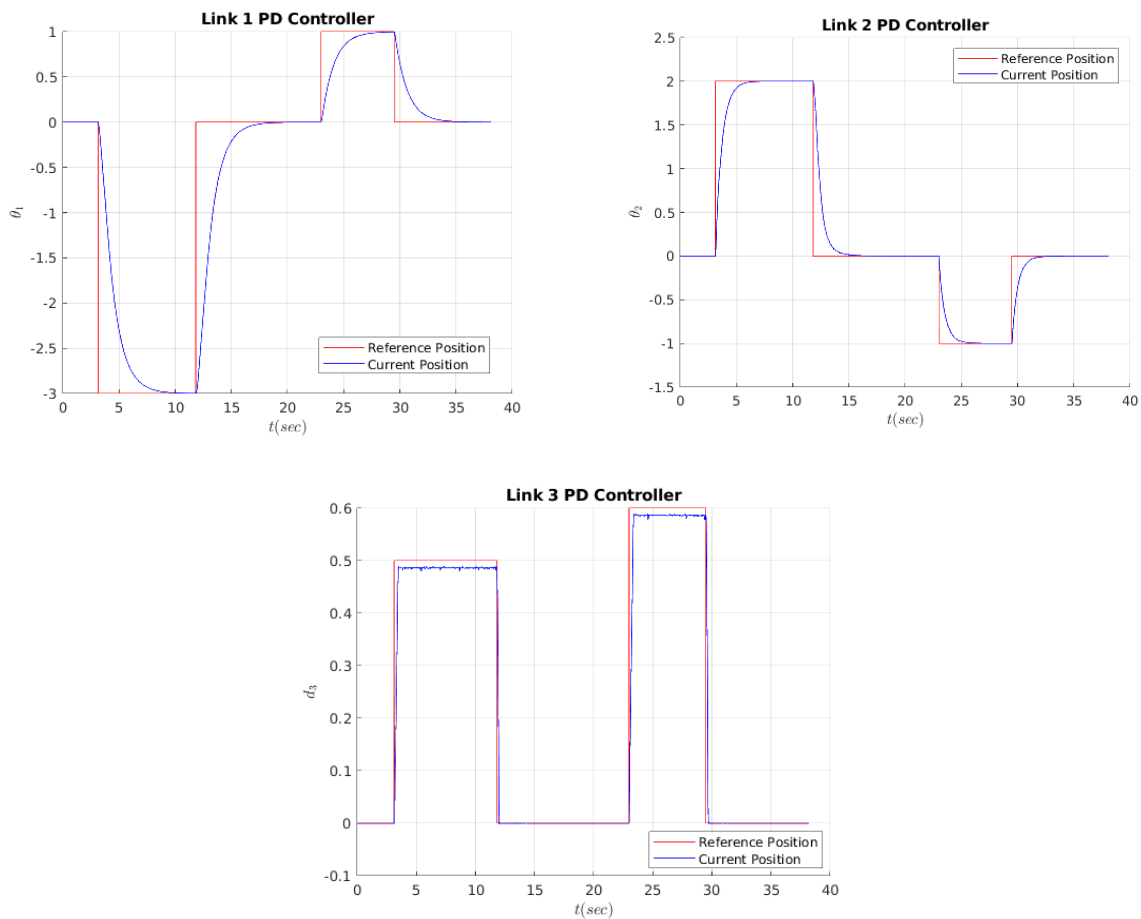 Link 1 PD Controller
1
0.5
0
-0.5
-1
-1.5
-2
-2.5
-3
θ₁
0 5 10 15 20 25 30 35 40
t(sec)
Reference Position
Current Position
Link 2 PD Controller
2.5
2
1.5
1
0.5
0
-0.5
-1
-1.5
θ₂
0 5 10 15 20 25 30 35 40
t(sec)
Reference Position
Current Position
Link 3 PD Controller
0.6
0.5
0.4
0.3
0.2
0.1
0
-0.1
d₃
0 5 10 15 20 25 30 35 40
t(sec)
Reference Position
Current Position